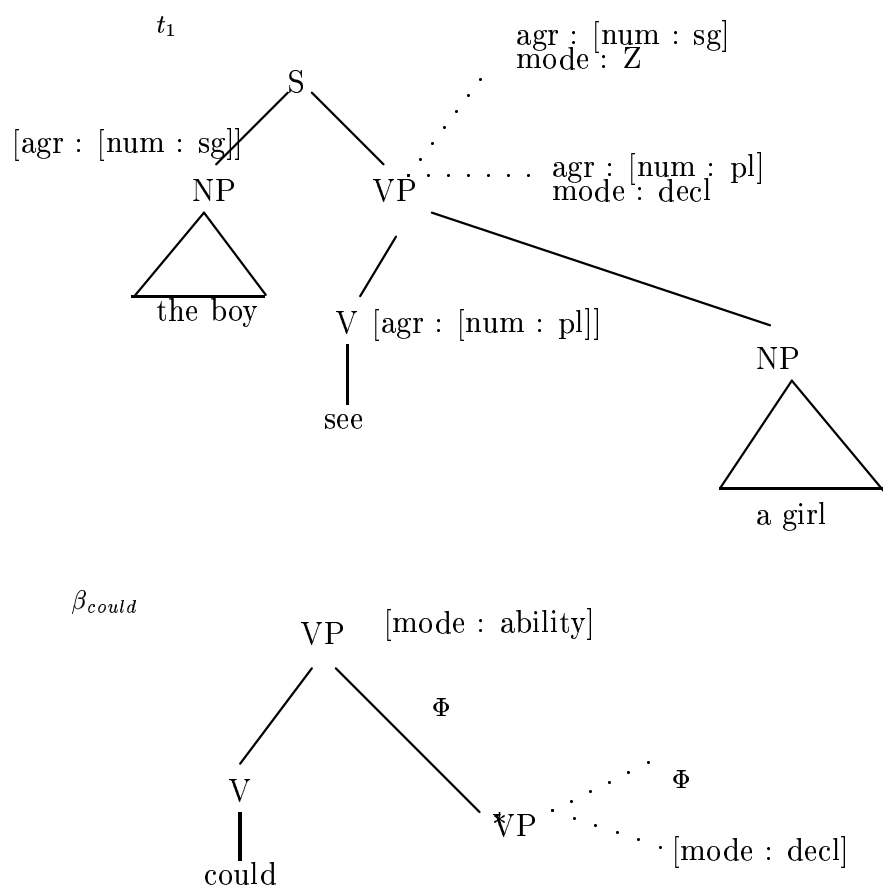 t₁
agr : [num : sg]
mode : Z
S
[agr : [num : sg]]
agr : [num : pl]
mode : decl
NP
VP
the boy
V [agr : [num : pl]]
NP
see
a girl
β_could
VP [mode : ability]
Φ
V
Φ
*VP
[mode : decl]
could